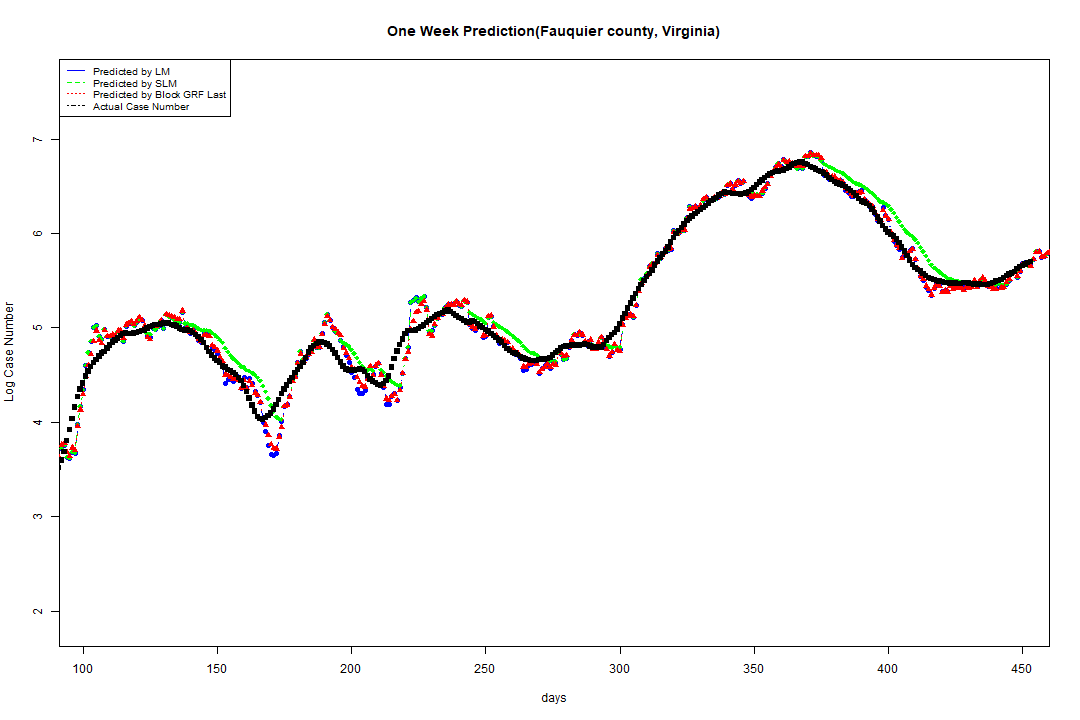 One Week Prediction(Fauquier county, Virginia)
Predicted by LM
Predicted by SLM
Predicted by Block GRF Last
Actual Case Number
7
6
5
4
3
2
Log Case Number
100 150 200 250 300 350 400 450
days